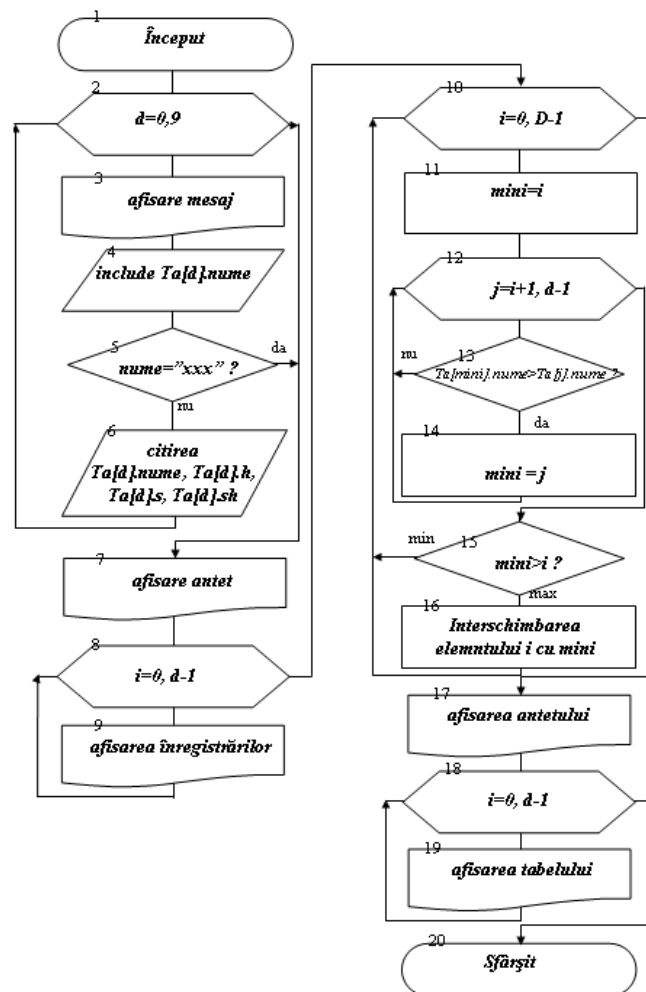 1
Început
2
d=0,9
3
afisare mesaj
4
include Ta[d].nume
5
nume="xxx" ?
da
nu
6
citirea
Ta[d].nume, Ta[d].h,
Ta[d].s, Ta[d].sh
7
afisare antet
8
i=0, d-1
9
afisarea înregistrărilor
10
i=0, D-1
11
mini=i
12
j=i+1, d-1
13
nu
Ta[mini].nume>Ta[j].nume ?
da
14
mini =j
15
min
mini>i ?
max
16
Interschimbarea
elemntului i cu mini
17
afisarea antetului
18
i=0, d-1
19
afisarea tabelului
20
Sfârşit